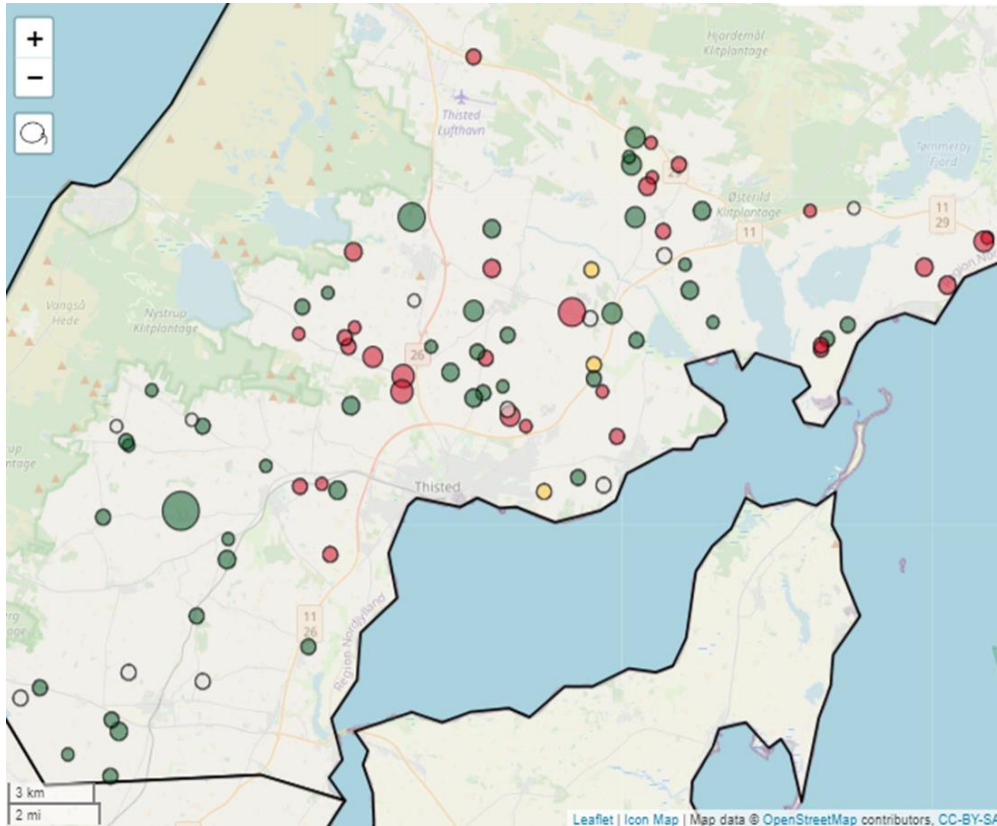 +
−
Hjordemål
Klitplantage
Thisted
Lufthavn
Tømmerby
Fjord
Østerild
Klitplantage
11
29
11
Vangså
Hede
Nystrup
Klitplantage
26
Thisted
11
26
Region Nordjylland
3 km
2 mi
Leaflet | Icon Map | Map data © OpenStreetMap contributors, CC-BY-SA